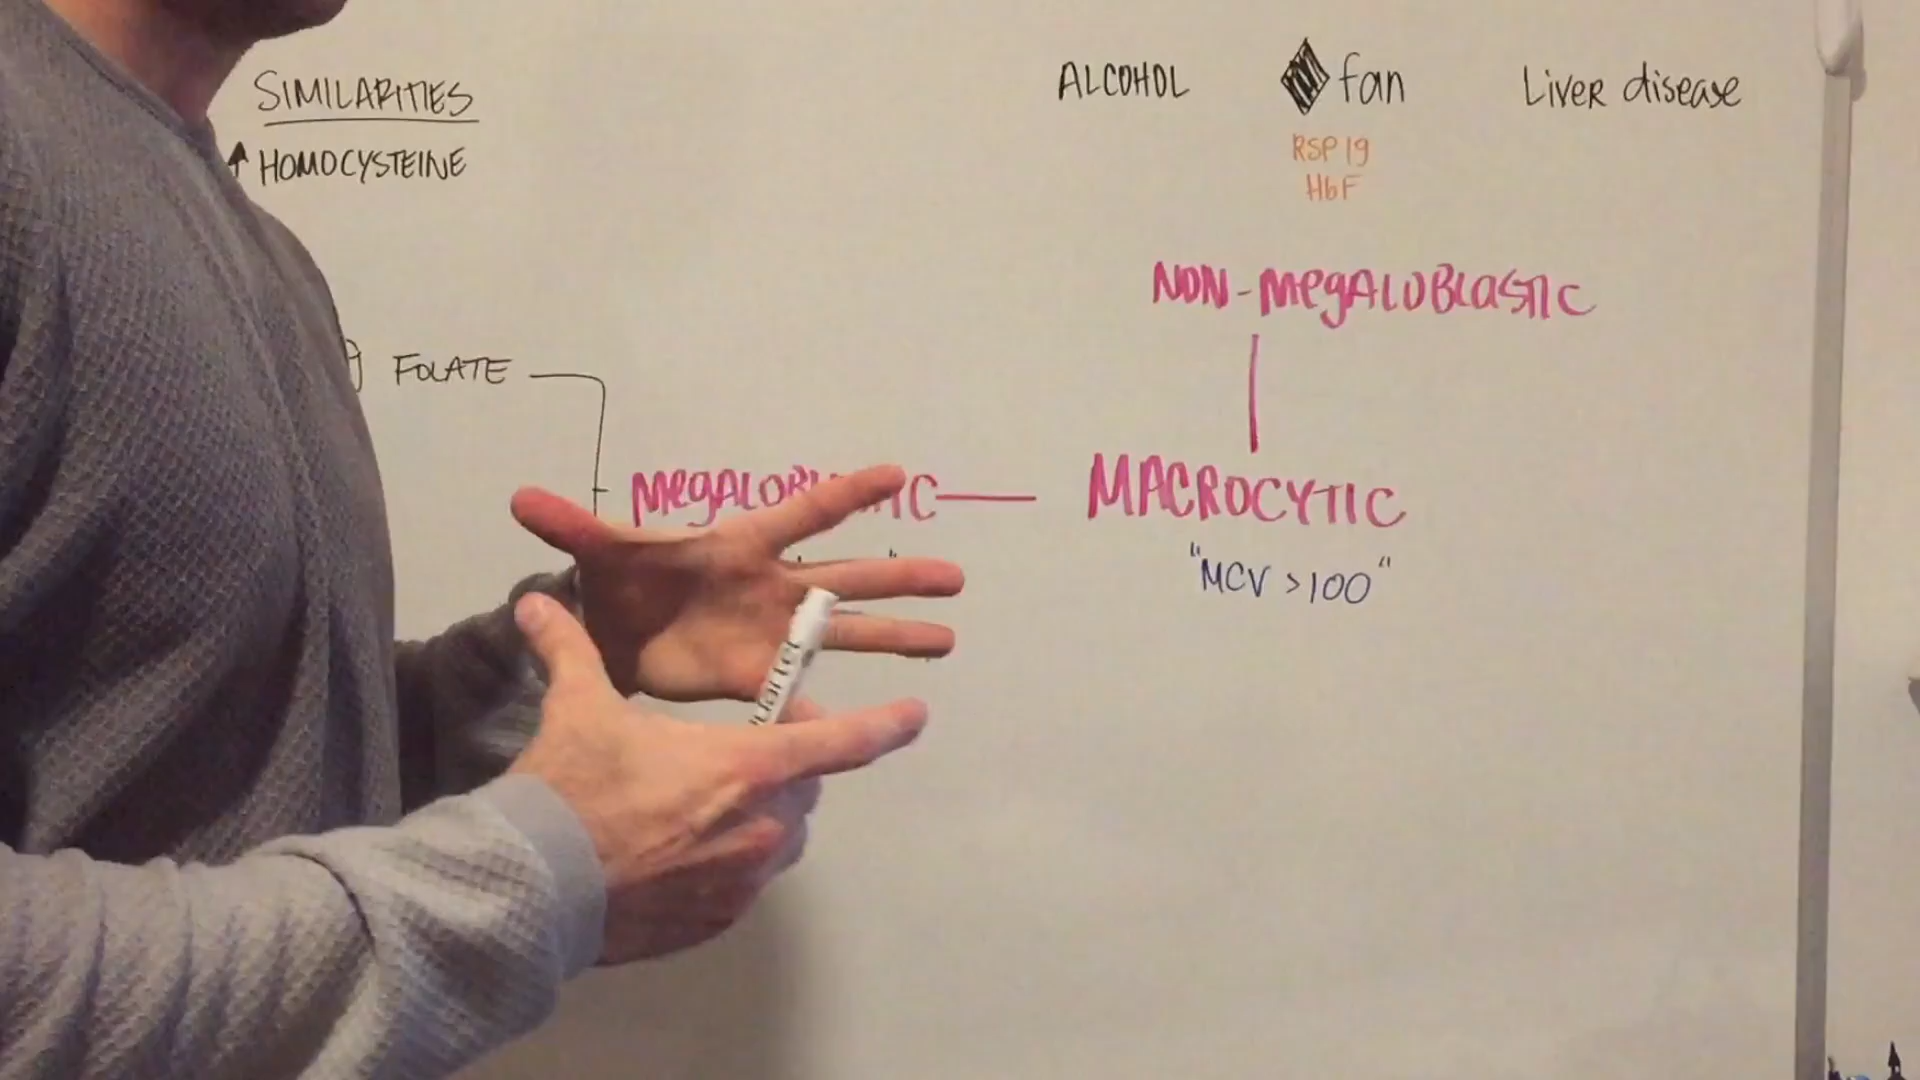 SIMILARITIES
HOMOCYSTEINE
FOLATE
ALCOHOL
fan
Liver disease
RSP 19
HbF
NON-MegALOBLaSTIC
MACROCYTIC
"MCV >100"